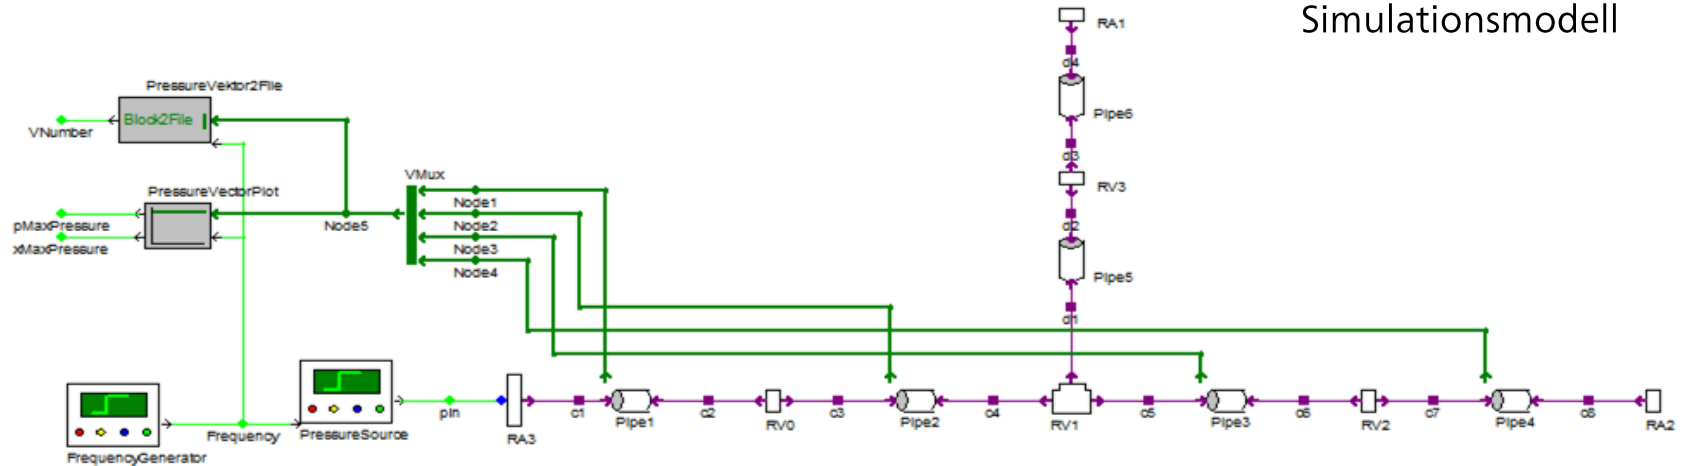 Simulationsmodell
RA1
d4
PressureVektor2File
Pipe6
Block2File
VNumber
d3
VMux
RV3
PressureVectorPlot
Node1
pMaxPressure
Node5
Node2
d2
xMaxPressure
Node3
Node4
Pipe5
d1
pin
c1
c2
c3
c4
c5
c6
c7
c8
Frequency
PressureSource
RA3
Pipe1
RV0
Pipe2
RV1
Pipe3
RV2
Pipe4
RA2
FrequencyGenerator